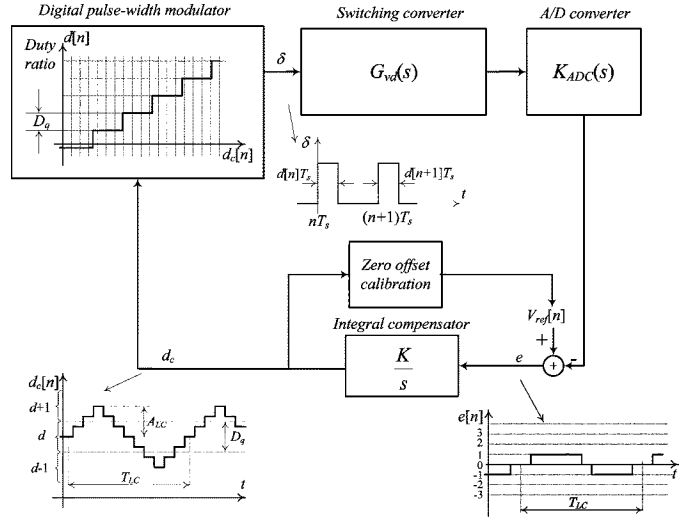 Digital pulse-width modulator
Switching converter
A/D converter
Duty ratio
d[n]
D_q
d_c[n]
δ
G_vd(s)
K_ADC(s)
δ
d[n]T_s
d[n+1]T_s
t
nT_s
(n+1)T_s
Zero offset
calibration
V_ref[n]
Integral compensator
+
-
+
e
K
s
d_c
d_c[n]
d+1
d
d-1
A_LC
D_q
T_LC
t
e[n]
3
2
1
0
-1
-2
-3
t
T_LC